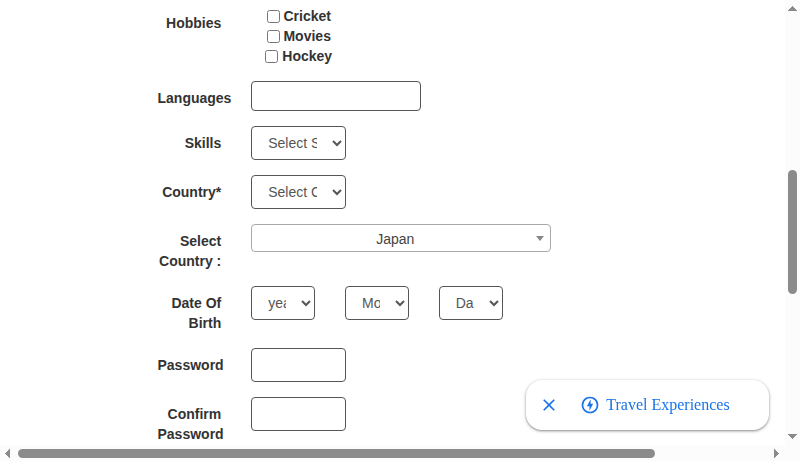 Hobbies
Cricket
Movies
Hockey
Languages
Skills
Select S
Country*
Select C
Select
Country :
Japan
Date Of
Birth
yea
Mo
Da
Password
Confirm
Password
Travel Experiences